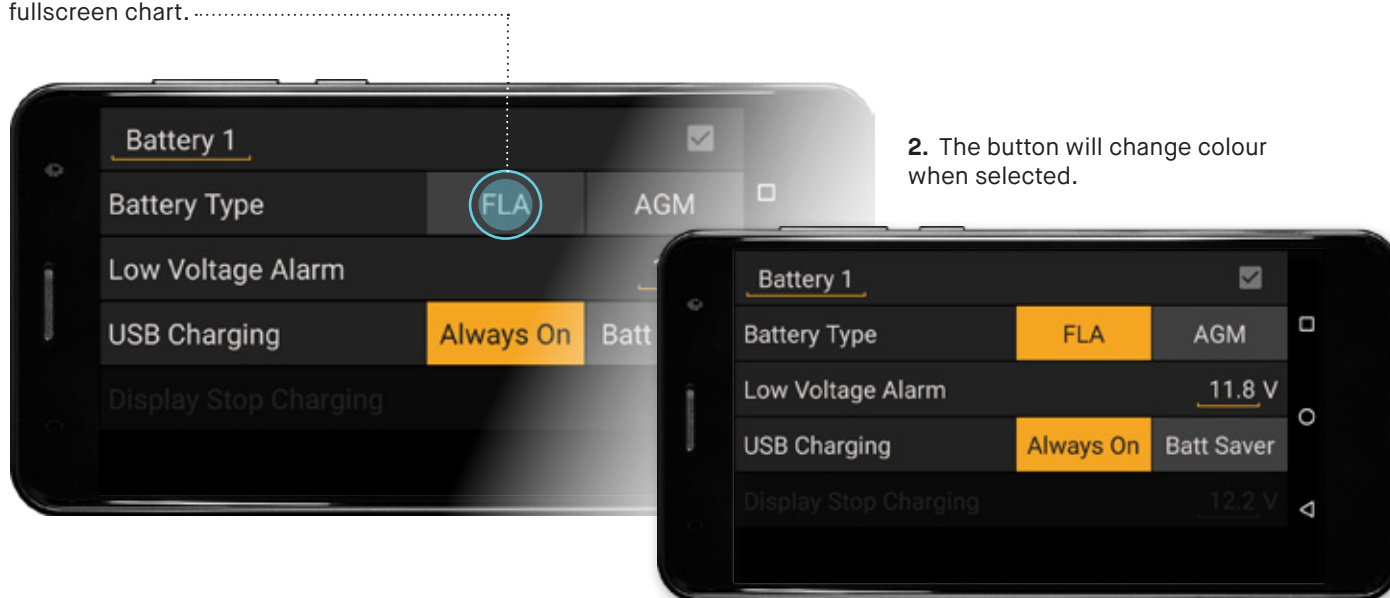 fullscreen chart.
Battery 1
Battery Type FLA AGM
Low Voltage Alarm
USB Charging Always On Batt
Display Stop Charging
2. The button will change colour
when selected.
Battery 1
Battery Type FLA AGM
Low Voltage Alarm 11.8 V
USB Charging Always On Batt Saver
Display Stop Charging 12.2 V